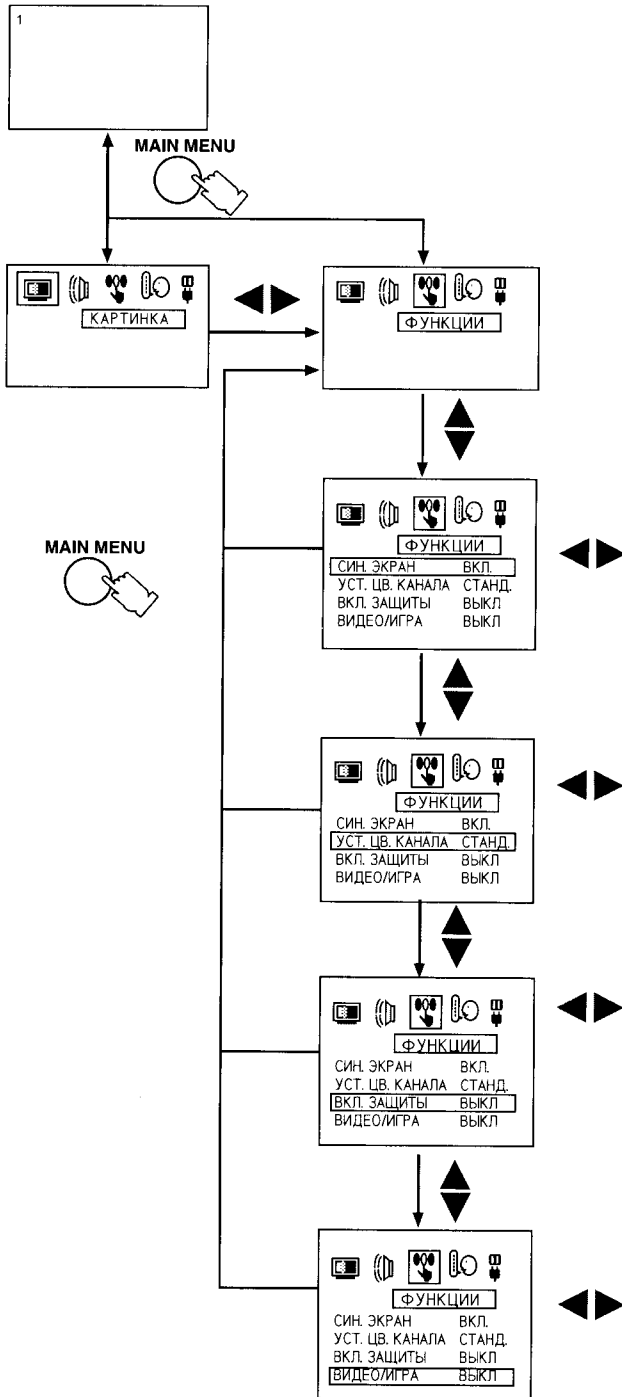 1
MAIN MENU
КАРТИНКА
ФУНКЦИИ
MAIN MENU
ФУНКЦИИ
СИН. ЭКРАН ВКЛ.
УСТ. ЦВ. КАНАЛА СТАНД.
ВКЛ. ЗАЩИТЫ ВЫКЛ
ВИДЕО/ИГРА ВЫКЛ
ФУНКЦИИ
СИН. ЭКРАН ВКЛ.
УСТ. ЦВ. КАНАЛА СТАНД.
ВКЛ. ЗАЩИТЫ ВЫКЛ
ВИДЕО/ИГРА ВЫКЛ
ФУНКЦИИ
СИН. ЭКРАН ВКЛ.
УСТ. ЦВ. КАНАЛА СТАНД.
ВКЛ. ЗАЩИТЫ ВЫКЛ
ВИДЕО/ИГРА ВЫКЛ
ФУНКЦИИ
СИН. ЭКРАН ВКЛ.
УСТ. ЦВ. КАНАЛА СТАНД.
ВКЛ. ЗАЩИТЫ ВЫКЛ
ВИДЕО/ИГРА ВЫКЛ